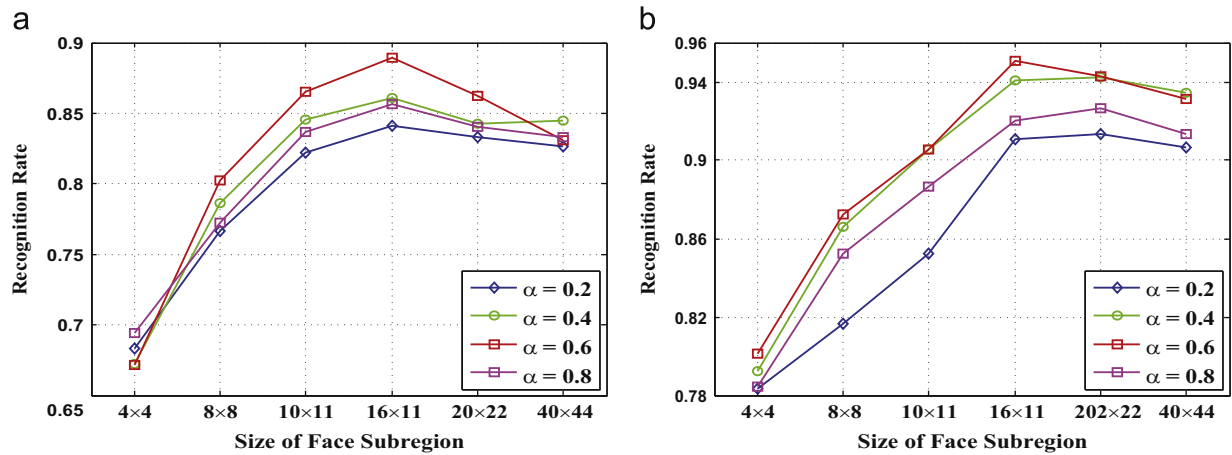 a
0.9
0.85
0.8
0.75
0.7
0.65
Recognition Rate
4×4 8×8 10×11 16×11 20×22 40×44
Size of Face Subregion
α = 0.2
α = 0.4
α = 0.6
α = 0.8
b
0.96
0.94
0.9
0.86
0.82
0.78
Recognition Rate
4×4 8×8 10×11 16×11 202×22 40×44
Size of Face Subregion
α = 0.2
α = 0.4
α = 0.6
α = 0.8